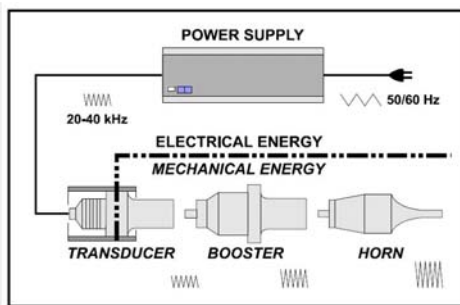 POWER SUPPLY
20-40 kHz
50/60 Hz
ELECTRICAL ENERGY
MECHANICAL ENERGY
TRANSDUCER
BOOSTER
HORN